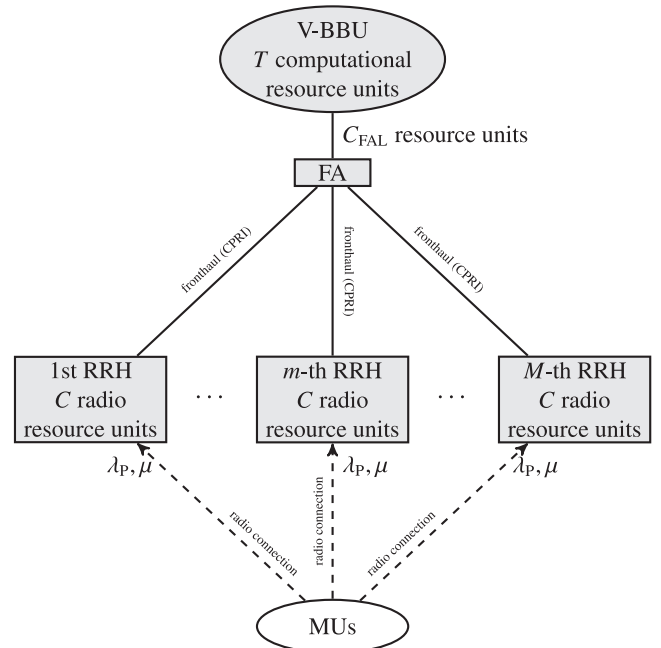 V-BBU
T computational
resource units
C_FAL resource units
FA
fronthaul (CPRI)
fronthaul (CPRI)
fronthaul (CPRI)
1st RRH
C radio
resource units
···
m-th RRH
C radio
resource units
···
M-th RRH
C radio
resource units
λ_P, μ
λ_P, μ
λ_P, μ
radio connection
radio connection
radio connection
MUs